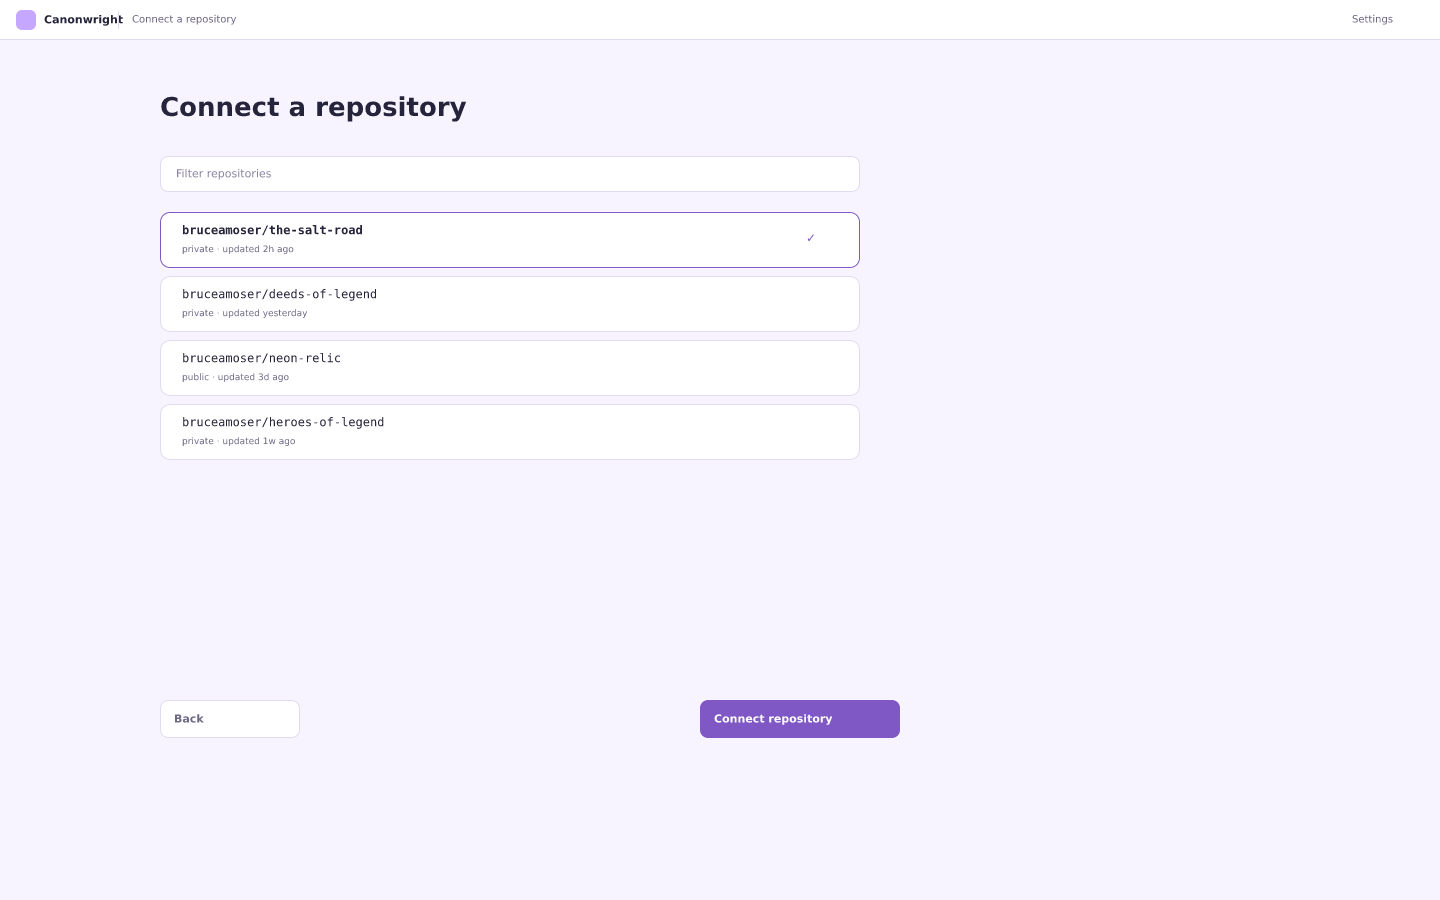 Canonwright
Connect a repository
Settings
Connect a repository
Filter repositories
bruceamoser/the-salt-road
✓
private · updated 2h ago
bruceamoser/deeds-of-legend
private · updated yesterday
bruceamoser/neon-relic
public · updated 3d ago
bruceamoser/heroes-of-legend
private · updated 1w ago
Back
Connect repository